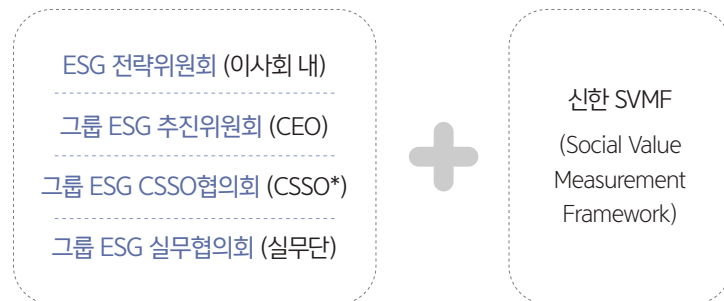 ESG 전략위원회 (이사회 내)
그룹 ESG 추진위원회 (CEO)
그룹 ESG CSSO협의회 (CSSO*)
그룹 ESG 실무협의회 (실무단)
신한 SVMF
(Social Value
Measurement
Framework)